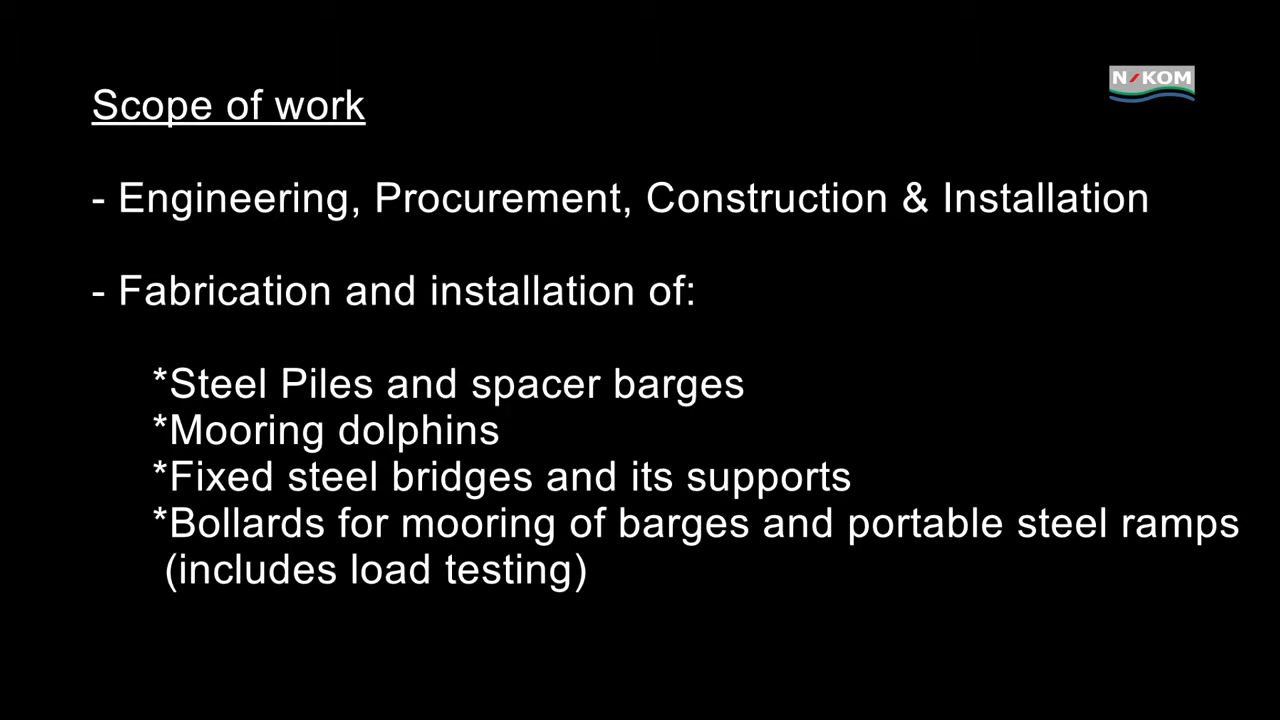 N-KOM
Scope of work
- Engineering, Procurement, Construction & Installation
- Fabrication and installation of:
*Steel Piles and spacer barges
*Mooring dolphins
*Fixed steel bridges and its supports
*Bollards for mooring of barges and portable steel ramps
(includes load testing)